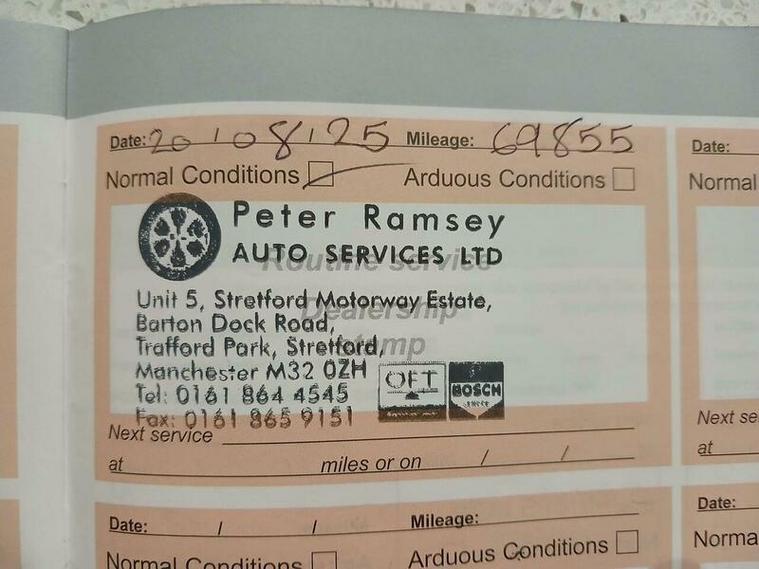 Date: 20/08/25 Mileage: 69855
Date:
Normal Conditions Arduous Conditions
Normal
Peter Ramsey
AUTO SERVICES LTD
Routine service
Dealership
stamp
Unit 5, Stretford Motorway Estate,
Barton Dock Road,
Trafford Park, Stretford,
Manchester M32 0ZH
Tel: 0161 864 4545
Fax: 0161 865 9151
OFT
BOSCH
Next service
at miles or on / /
Next se
at
Date: / / Mileage:
Date:
Normal Conditions Arduous Conditions
Norma